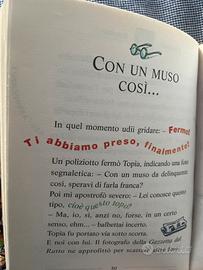 CON UN MUSO
COSÌ...
In quel momento udii gridare: – Fermo!
Ti abbiamo preso, finalmente!
Un poliziotto fermò Topia, indicando una foto
segnaletica: – Con un muso da delinquente
così, speravi di farla franca?
Poi mi apostrofò severo: – Lei conosce questo
tipo, cioè questo topia?
– Ma, io, sì, anzi no, forse, in un certo
senso, ehm... – balbettai incerto.
Topia fu portato via sotto scorta.
E noi con lui. Il fotografo della Gazzetta del
Ratto ne approfittò per scattare